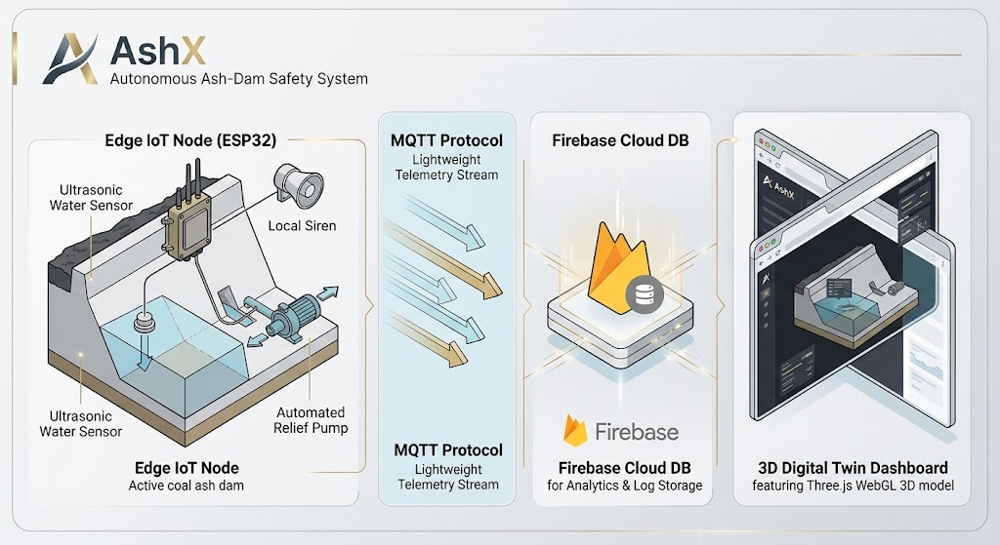 AshX
Autonomous Ash-Dam Safety System
Edge IoT Node (ESP32)
Ultrasonic
Water Sensor
Local Siren
Ultrasonic
Water Sensor
Automated
Relief Pump
Edge IoT Node
Active coal ash dam
MQTT Protocol
Lightweight
Telemetry Stream
MQTT Protocol
Lightweight
Telemetry Stream
Firebase Cloud DB
Firebase
Firebase Cloud DB
for Analytics & Log Storage
AshX
3D Digital Twin Dashboard
featuring Three.js WebGL 3D model